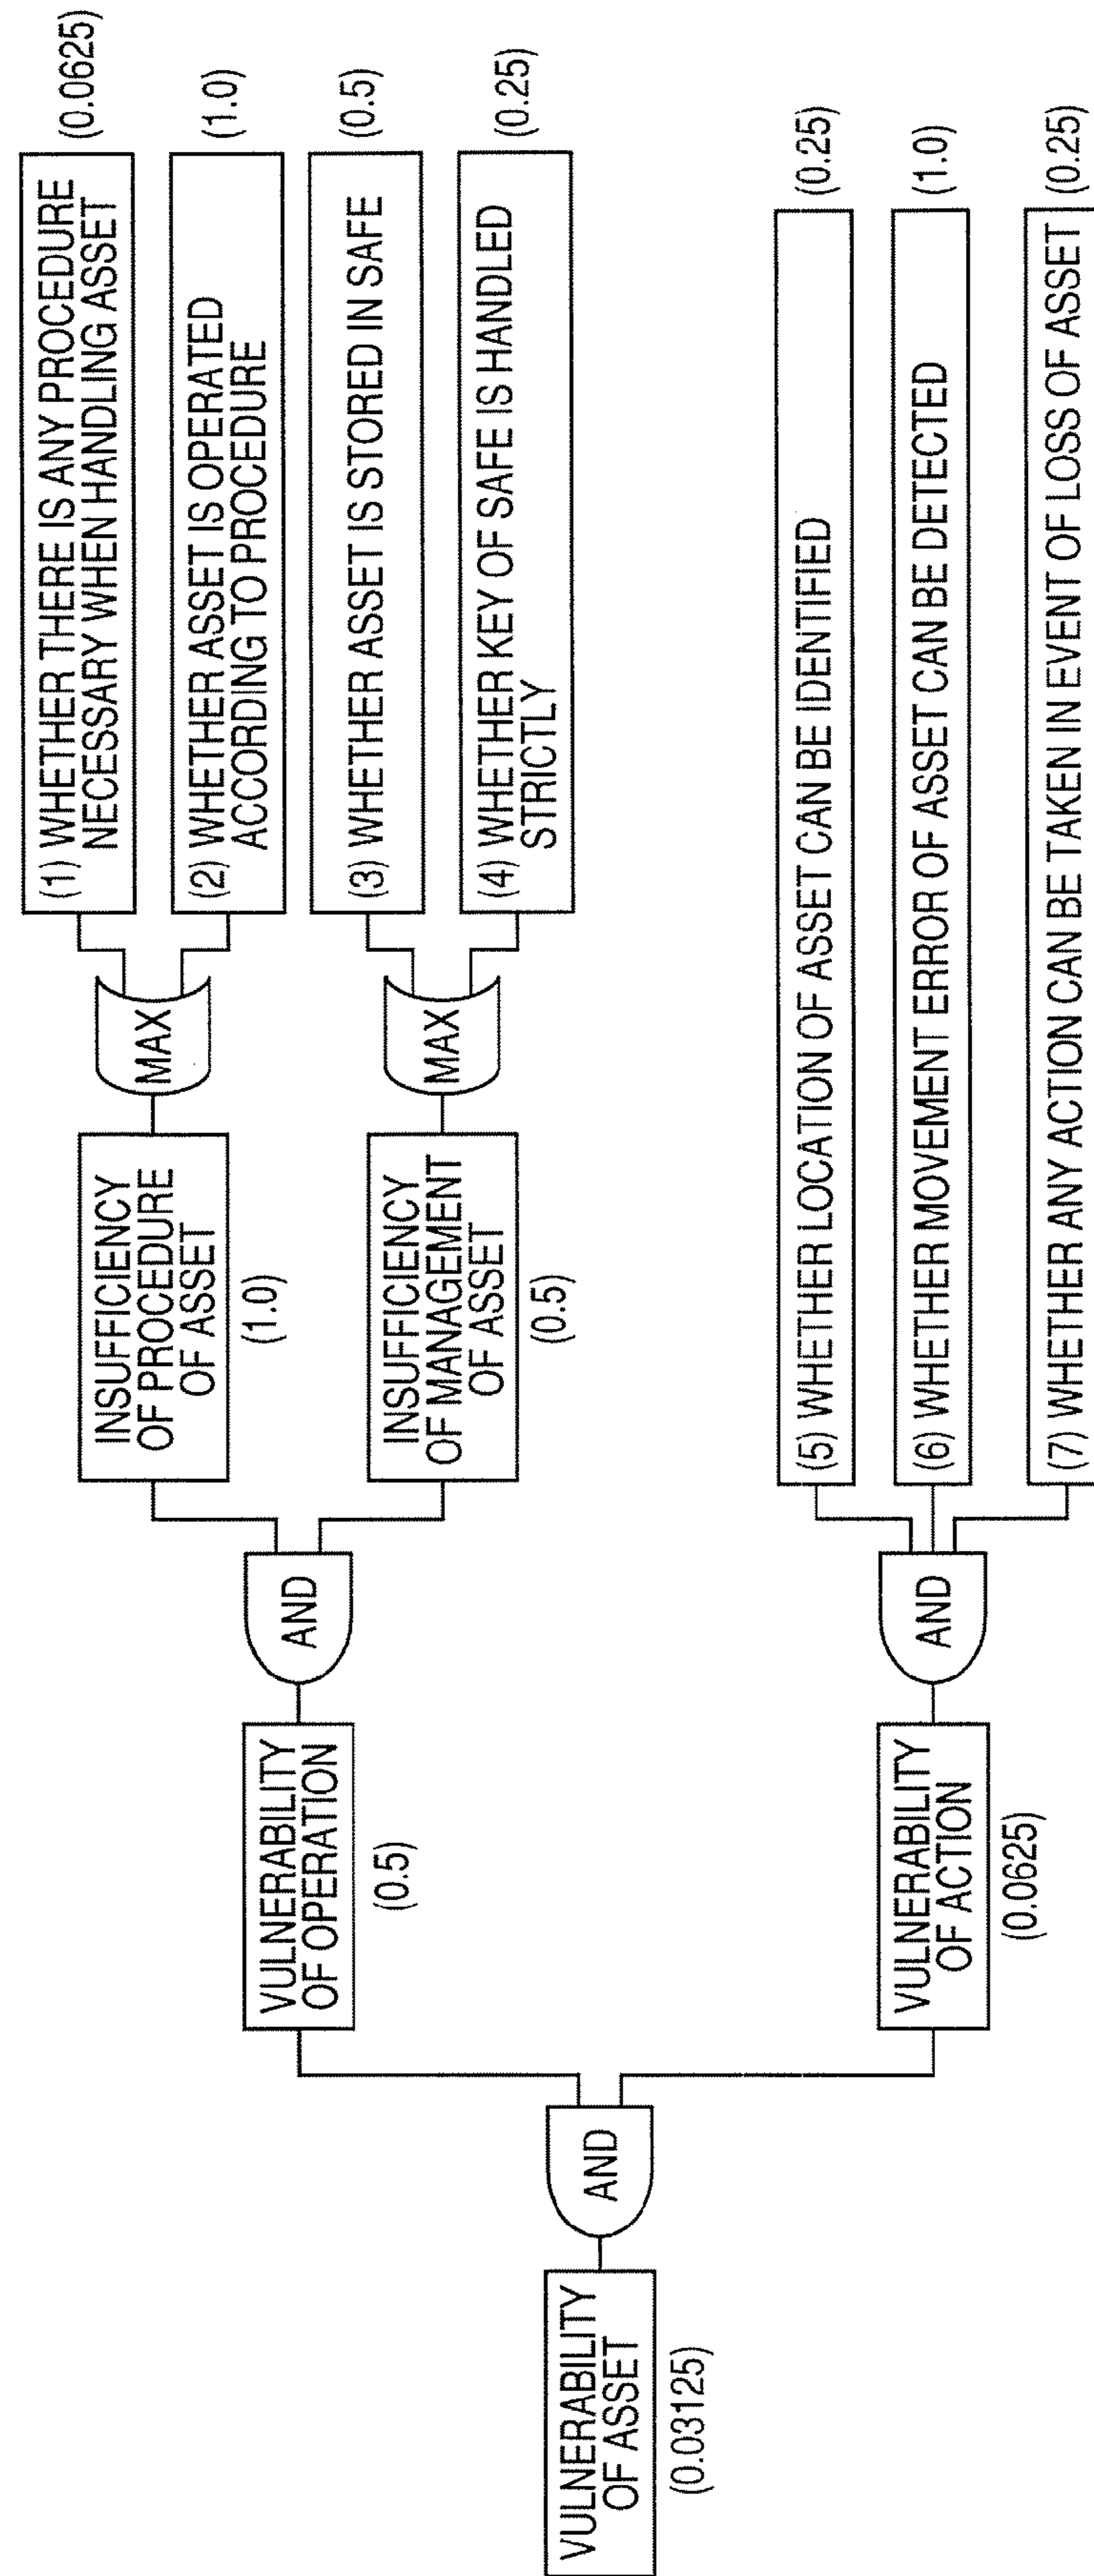 VULNERABILITY
OF ASSET
(0.03125)
AND
VULNERABILITY
OF OPERATION
(0.5)
AND
INSUFFICIENCY
OF PROCEDURE
OF ASSET
(1.0)
MAX
(1) WHETHER THERE IS ANY PROCEDURE
NECESSARY WHEN HANDLING ASSET
(0.0625)
(2) WHETHER ASSET IS OPERATED
ACCORDING TO PROCEDURE
(1.0)
INSUFFICIENCY
OF MANAGEMENT
OF ASSET
(0.5)
MAX
(3) WHETHER ASSET IS STORED IN SAFE
(0.5)
(4) WHETHER KEY OF SAFE IS HANDLED
STRICTLY
(0.25)
VULNERABILITY
OF ACTION
(0.0625)
AND
(5) WHETHER LOCATION OF ASSET CAN BE IDENTIFIED
(0.25)
(6) WHETHER MOVEMENT ERROR OF ASSET CAN BE DETECTED
(1.0)
(7) WHETHER ANY ACTION CAN BE TAKEN IN EVENT OF LOSS OF ASSET
(0.25)